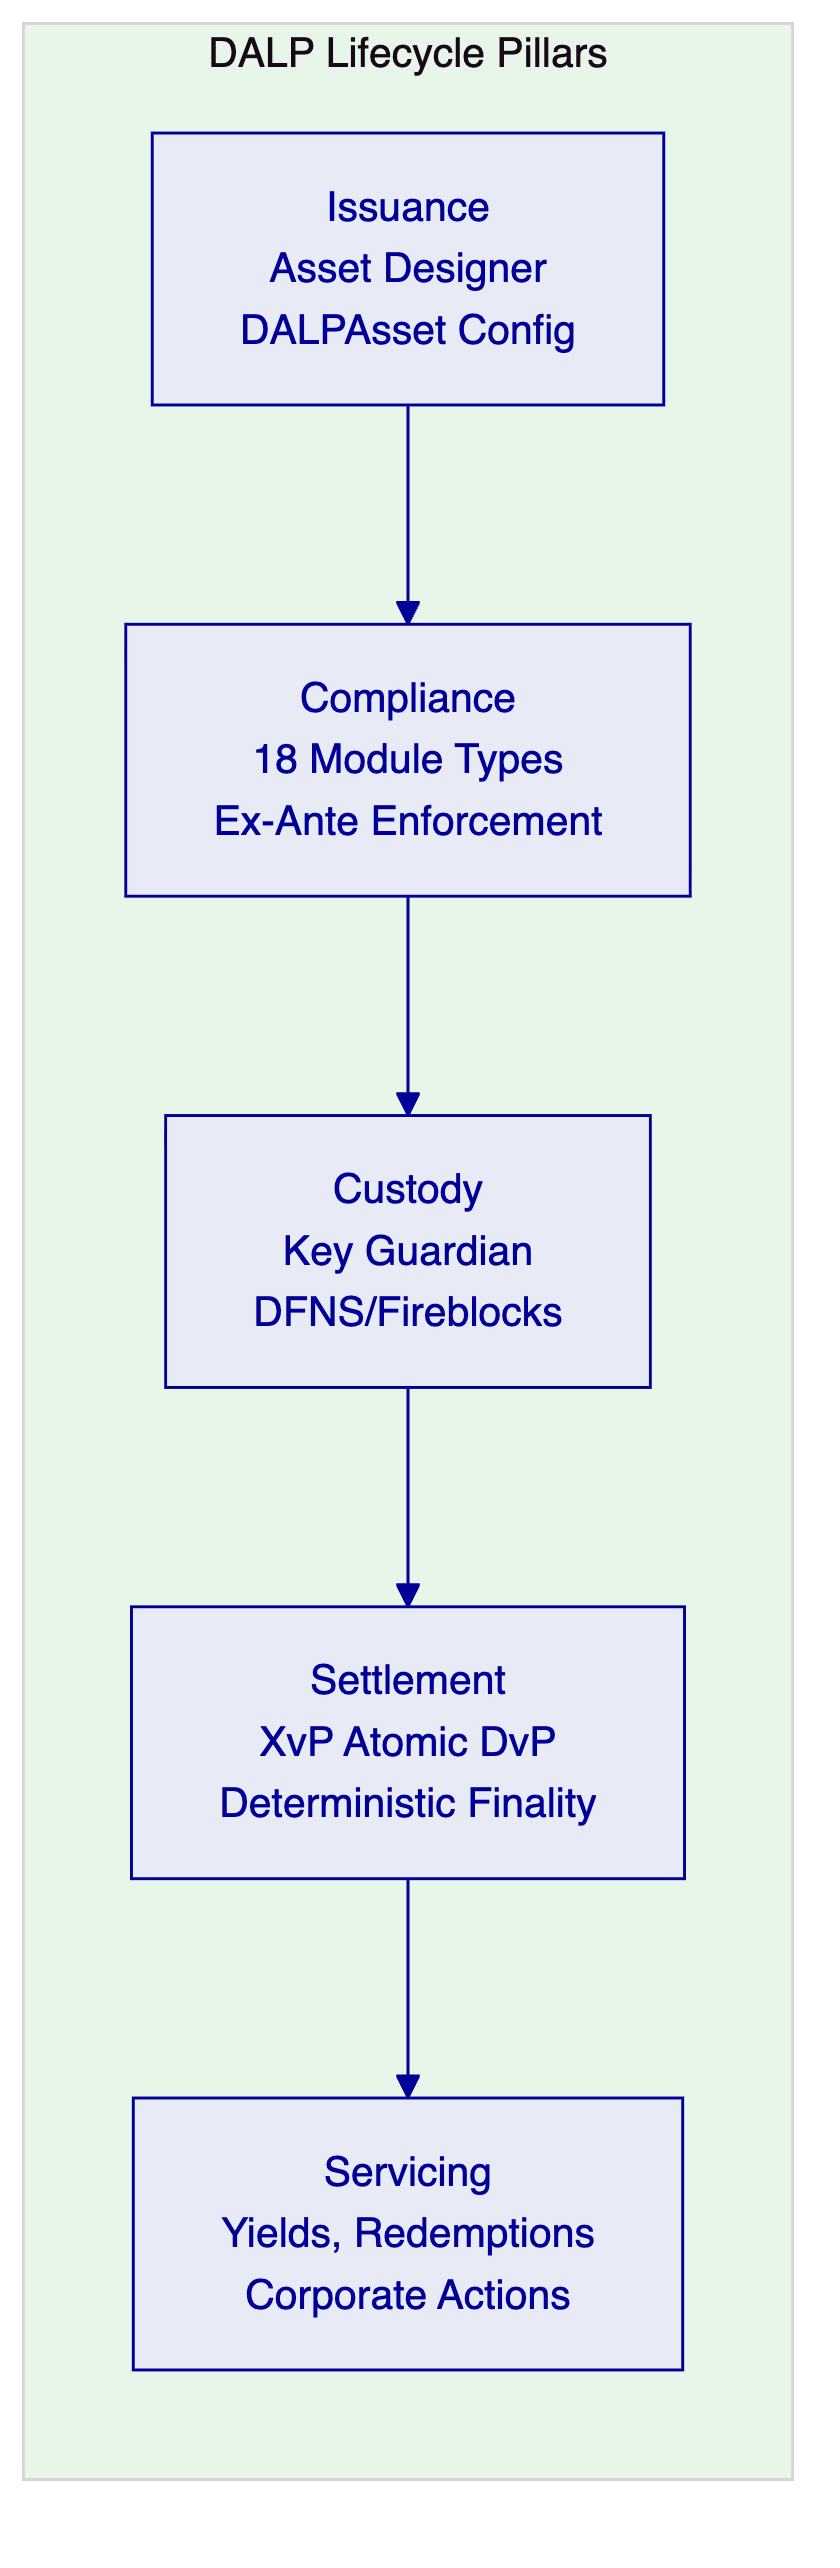 DALP Lifecycle Pillars
Issuance
Asset Designer
DALPAsset Config
Compliance
18 Module Types
Ex-Ante Enforcement
Custody
Key Guardian
DFNS/Fireblocks
Settlement
XvP Atomic DvP
Deterministic Finality
Servicing
Yields, Redemptions
Corporate Actions